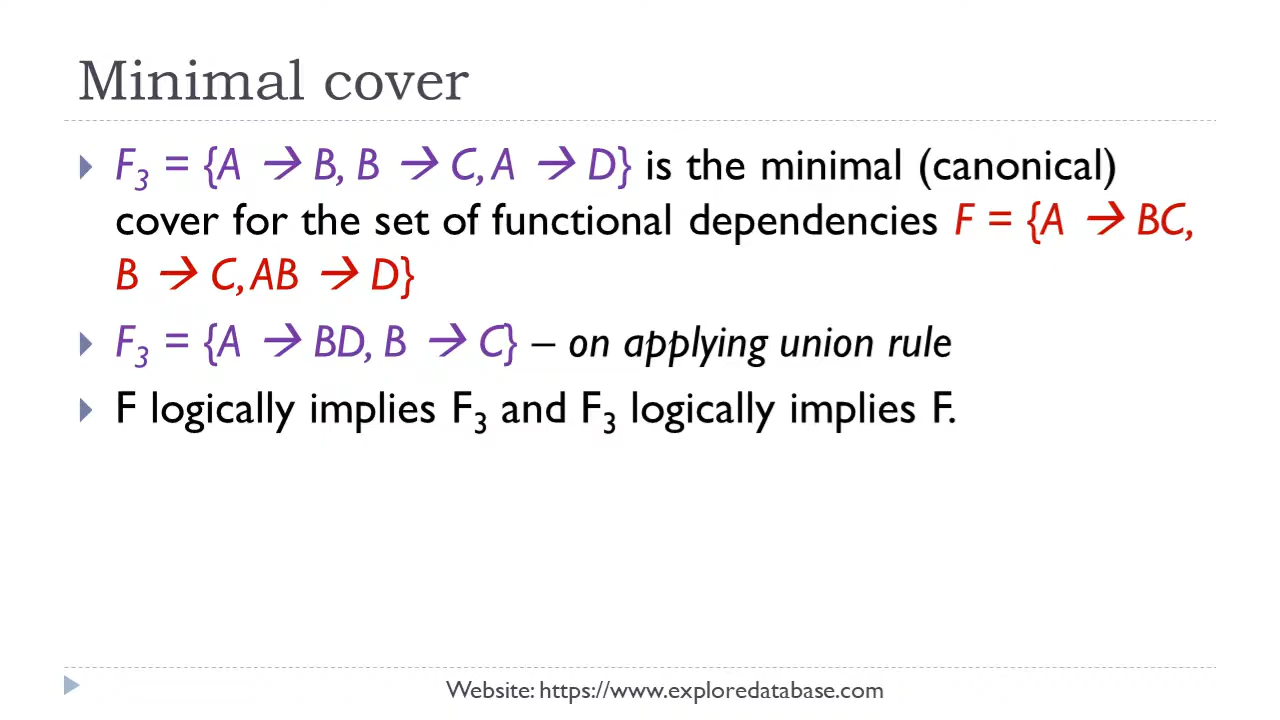 Minimal cover
F3 = {A → B, B → C, A → D} is the minimal (canonical)
cover for the set of functional dependencies F = {A → BC,
B → C, AB → D}
F3 = {A → BD, B → C} – on applying union rule
F logically implies F3 and F3 logically implies F.
Website: https://www.exploredatabase.com